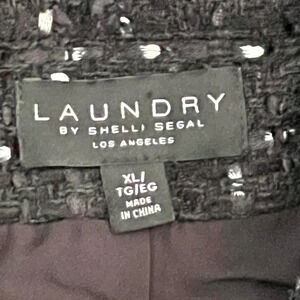 LAUNDRY
BY SHELLI SEGAL
LOS ANGELES
XL/
TG/EG
MADE
IN CHINA